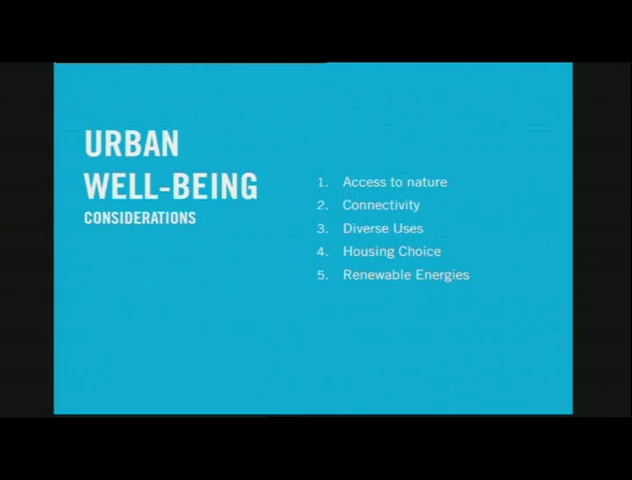 URBAN
WELL-BEING
CONSIDERATIONS
1. Access to nature
2. Connectivity
3. Diverse Uses
4. Housing Choice
5. Renewable Energies